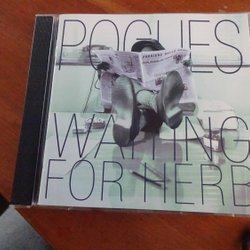 POGUES
WAITING
FOR HERB